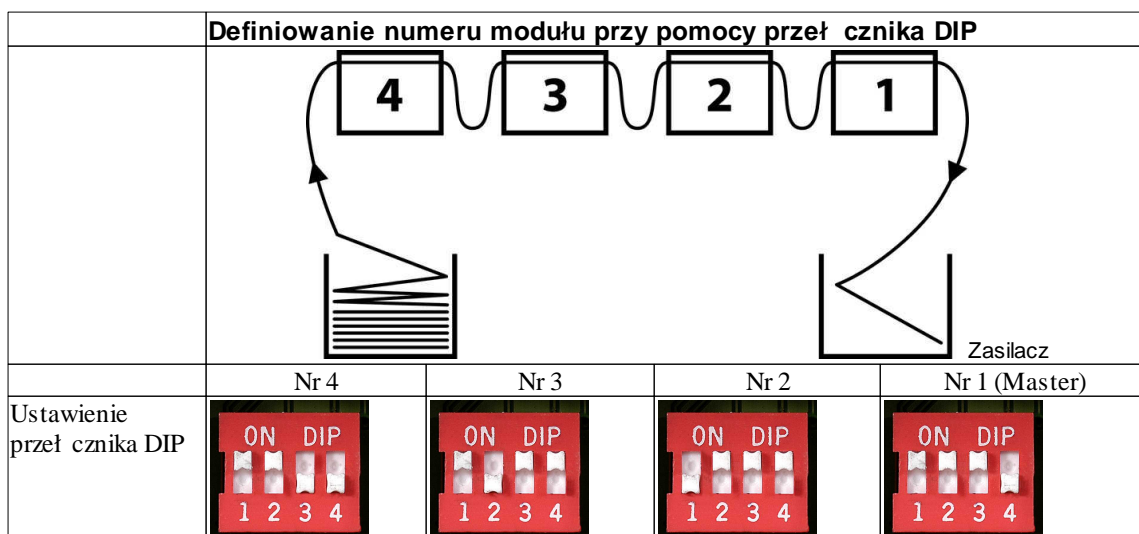 Definiowanie numeru modułu przy pomocy przeł cznika DIP
4 3 2 1
Zasilacz
Nr 4 Nr 3 Nr 2 Nr 1 (Master)
Ustawienie
przeł cznika DIP
ON DIP ON DIP ON DIP ON DIP
1 2 3 4 1 2 3 4 1 2 3 4 1 2 3 4